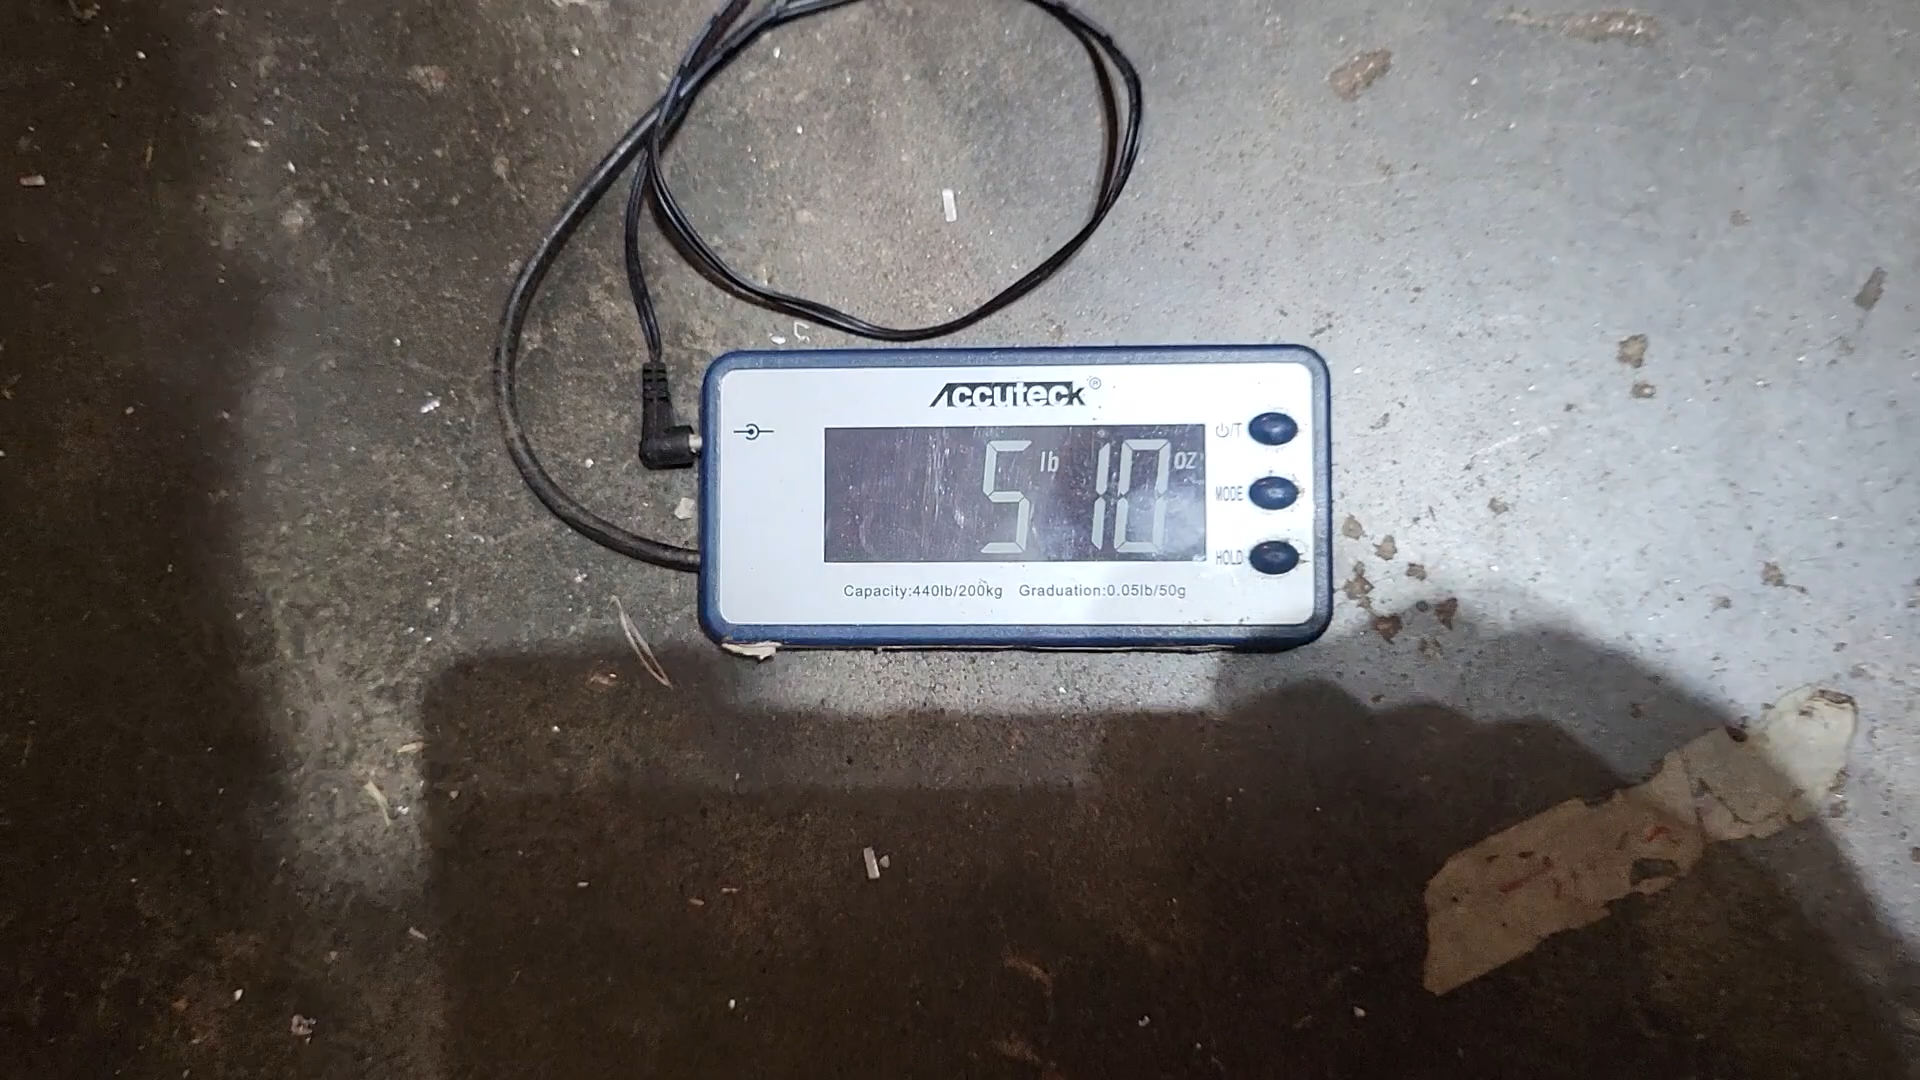 Accuteck®
⏻/T
5 lb 10 oz
MODE
HOLD
Capacity:440lb/200kg Graduation:0.05lb/50g